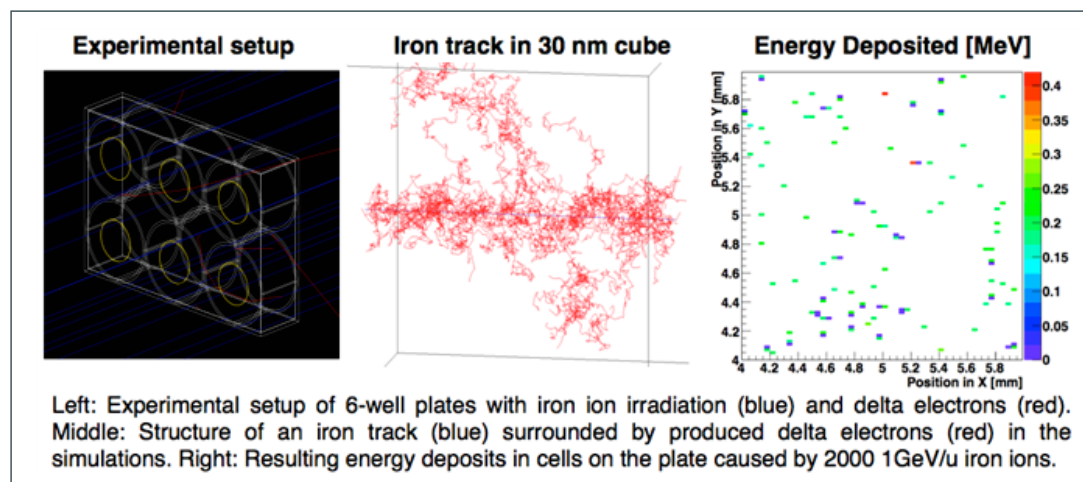 Experimental setup
Iron track in 30 nm cube
Energy Deposited [MeV]
Position in Y [mm]
5.8
5.6
5.4
5.2
5
4.8
4.6
4.4
4.2
4
4 4.2 4.4 4.6 4.8 5 5.2 5.4 5.6 5.8
Position in X [mm]
0.4
0.35
0.3
0.25
0.2
0.15
0.1
0.05
0
Left: Experimental setup of 6-well plates with iron ion irradiation (blue) and delta electrons (red).
Middle: Structure of an iron track (blue) surrounded by produced delta electrons (red) in the
simulations. Right: Resulting energy deposits in cells on the plate caused by 2000 1GeV/u iron ions.